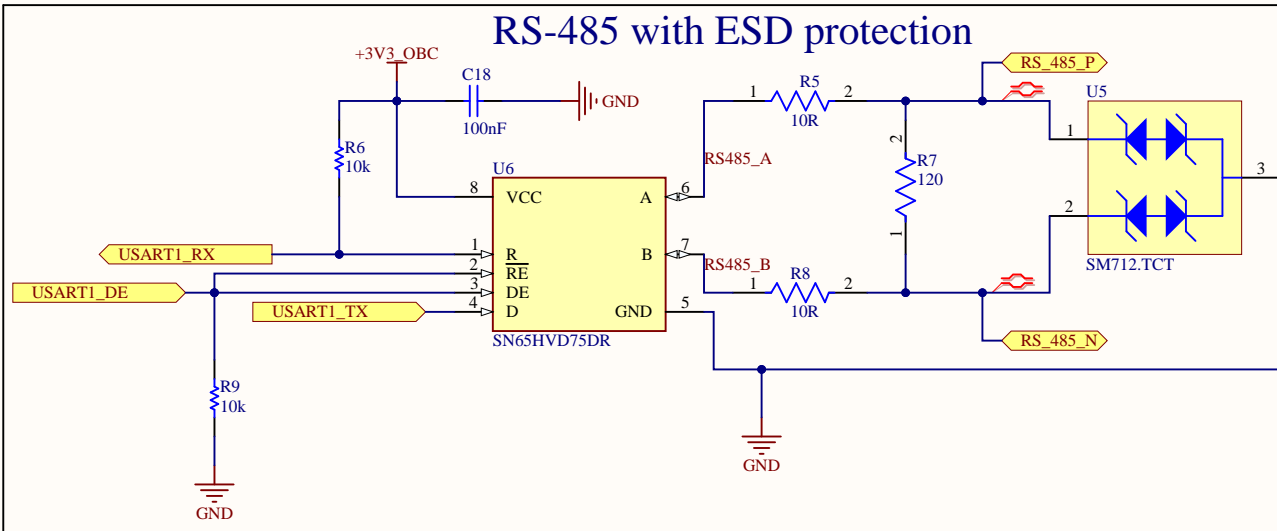 RS-485 with ESD protection
+3V3_OBC
C18
100nF
GND
R6
10k
U6
8
VCC
A
6
RS485_A
1
R5
2
10R
RS_485_P
U5
1
2
3
SM712.TCT
2
R7
120
1
USART1_RX
1
R
2
RE
USART1_DE
3
DE
USART1_TX
4
D
B
7
RS485_B
GND
5
SN65HVD75DR
1
R8
2
10R
RS_485_N
R9
10k
GND
GND